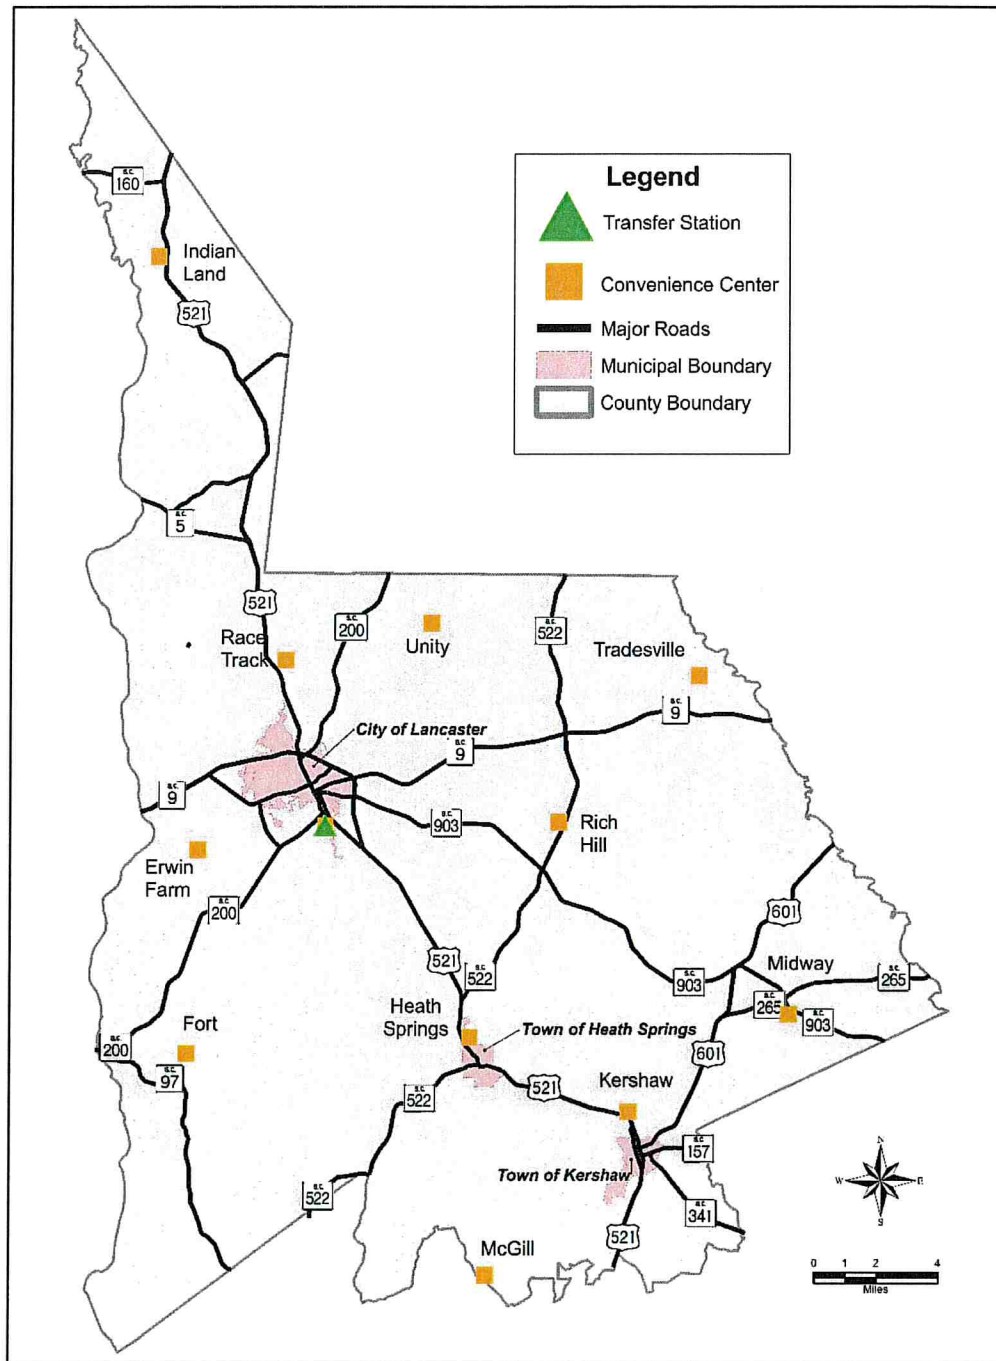 Legend
Transfer Station
Convenience Center
Major Roads
Municipal Boundary
County Boundary
S.C.
160
Indian
Land
521
S.C.
5
521
S.C.
200
Unity
S.C.
522
Race
Track
Tradesville
S.C.
9
City of Lancaster
S.C.
9
S.C.
9
S.C.
903
Rich
Hill
Erwin
Farm
S.C.
200
601
521
S.C.
522
Midway
S.C.
903
S.C.
265
S.C.
265
S.C.
903
Heath
Springs
Fort
Town of Heath Springs
S.C.
200
S.C.
97
601
S.C.
522
521
Kershaw
S.C.
157
Town of Kershaw
S.C.
522
S.C.
341
521
McGill
N
W
E
S
0 1 2 4
Miles